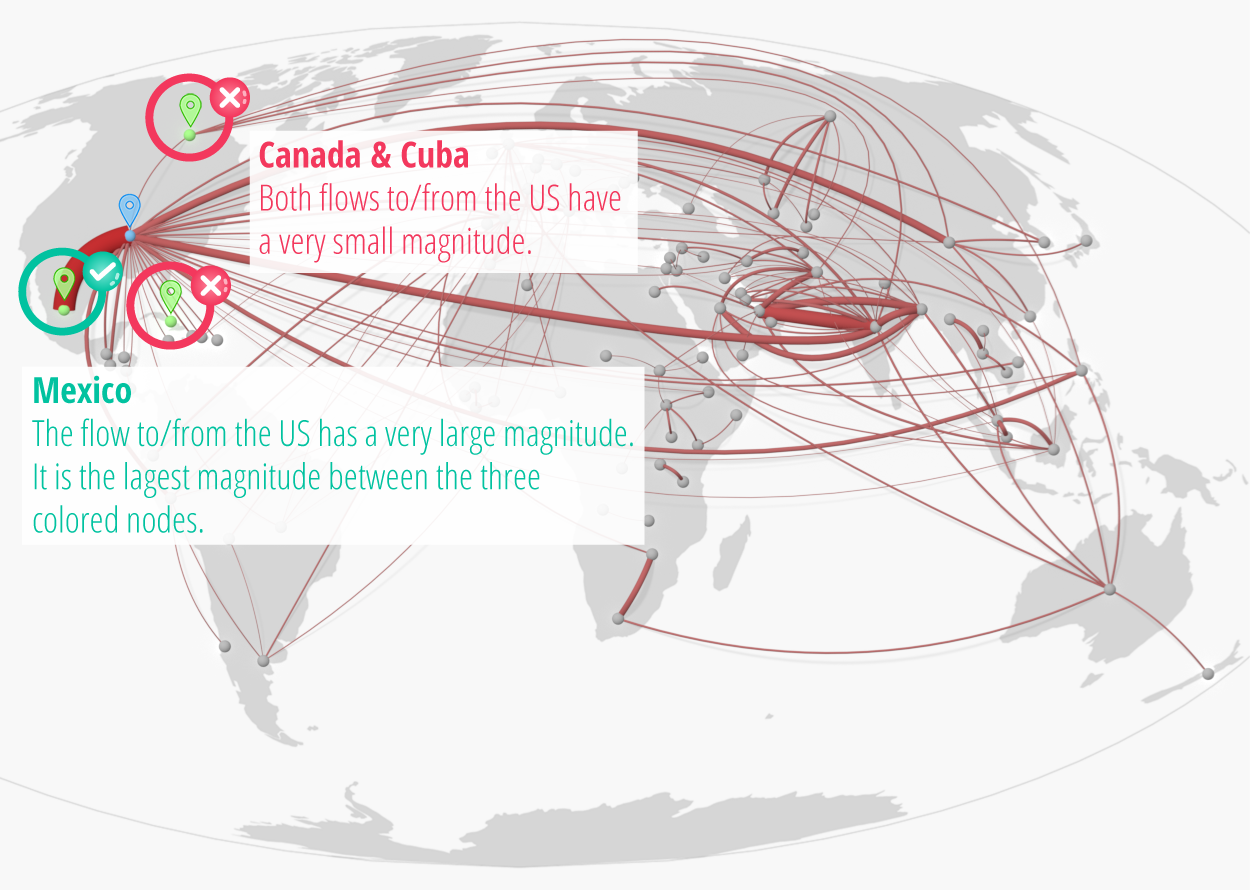 Canada & Cuba
Both flows to/from the US have
a very small magnitude.
Mexico
The flow to/from the US has a very large magnitude.
It is the lagest magnitude between the three
colored nodes.